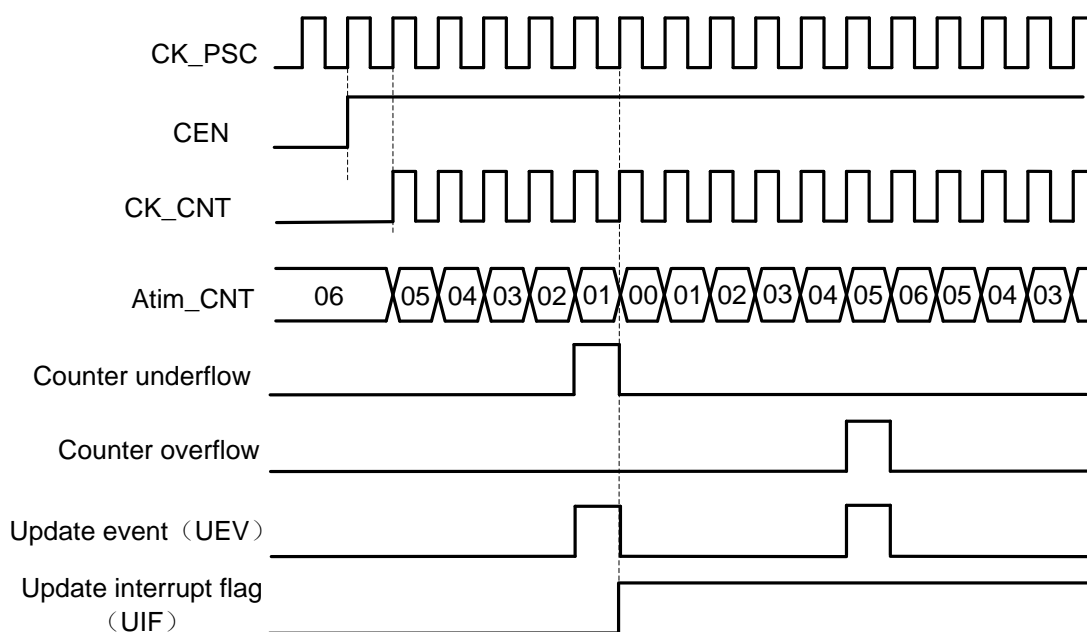 CK_PSC
CEN
CK_CNT
Atim_CNT
06 05 04 03 02 01 00 01 02 03 04 05 06 05 04 03
Counter underflow
Counter overflow
Update event（UEV）
Update interrupt flag
（UIF）